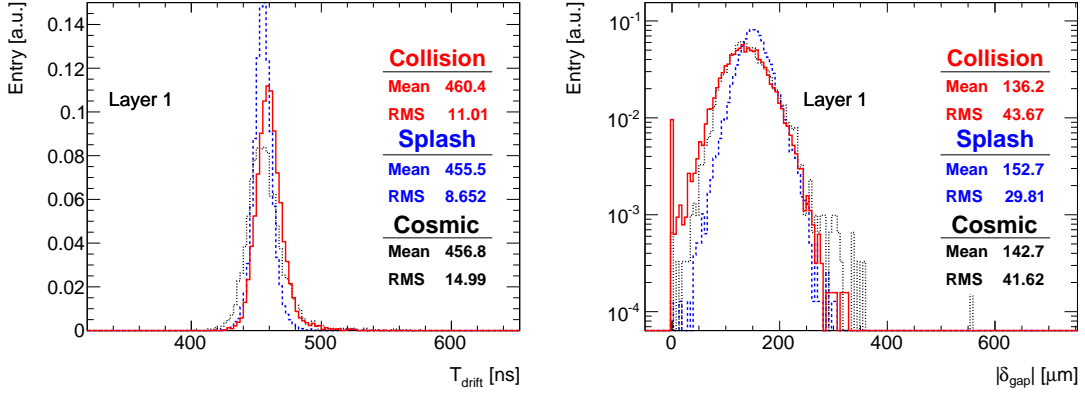 Entry [a.u.]
0.14
0.12
0.1
0.08
0.06
0.04
0.02
0
Layer 1
Collision
Mean 460.4
RMS 11.01
Splash
Mean 455.5
RMS 8.652
Cosmic
Mean 456.8
RMS 14.99
400 500 600
T_drift [ns]
Entry [a.u.]
10^-1
10^-2
10^-3
10^-4
Layer 1
Collision
Mean 136.2
RMS 43.67
Splash
Mean 152.7
RMS 29.81
Cosmic
Mean 142.7
RMS 41.62
0 200 400 600
|δ_gap| [μm]